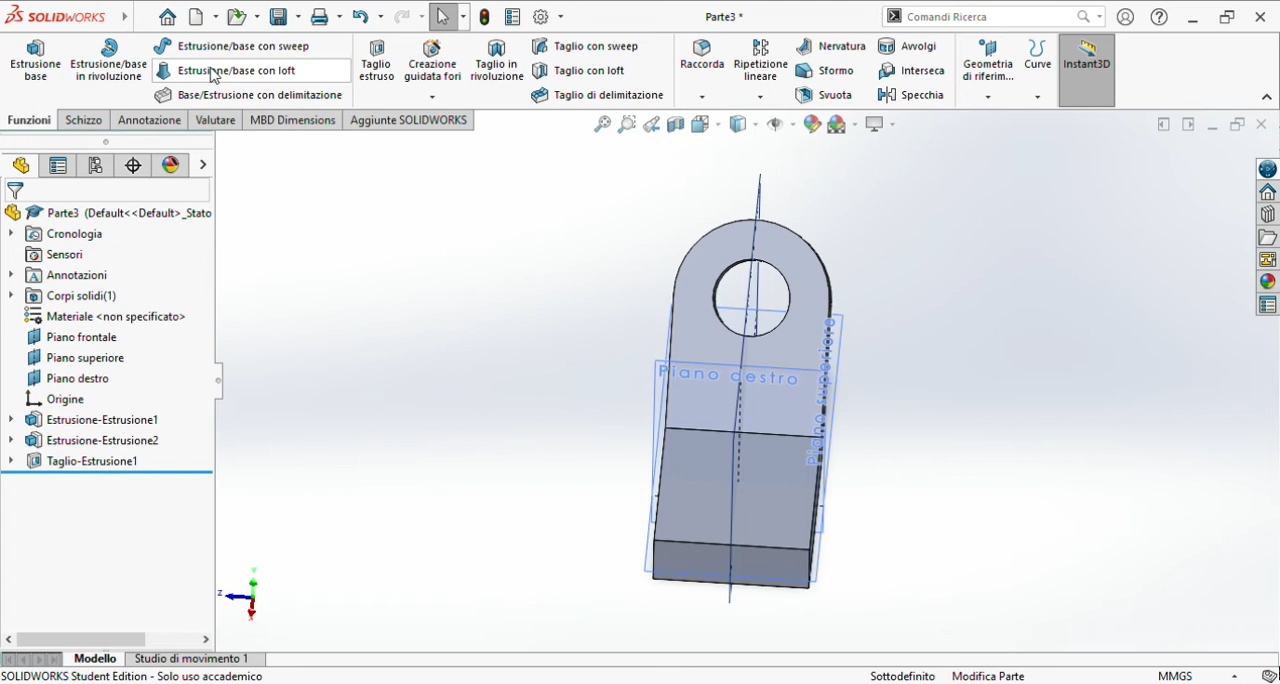 SOLIDWORKS
Parte3 *
Comandi Ricerca
Estrusione base
Estrusione/base in rivoluzione
Estrusione/base con sweep
Estrusione/base con loft
Base/Estrusione con delimitazione
Taglio estruso
Creazione guidata fori
Taglio in rivoluzione
Taglio con sweep
Taglio con loft
Taglio di delimitazione
Raccorda
Ripetizione lineare
Nervatura
Sformo
Svuota
Avvolgi
Interseca
Specchia
Geometria di riferim...
Curve
Instant3D
Funzioni
Schizzo
Annotazione
Valutare
MBD Dimensions
Aggiunte SOLIDWORKS
Parte3 (Default<<Default>_Stato
Cronologia
Sensori
Annotazioni
Corpi solidi(1)
Materiale <non specificato>
Piano frontale
Piano superiore
Piano destro
Origine
Estrusione-Estrusione1
Estrusione-Estrusione2
Taglio-Estrusione1
Piano destro
Piano superiore
Y
Z
X
Modello
Studio di movimento 1
SOLIDWORKS Student Edition - Solo uso accademico
Sottodefinito
Modifica Parte
MMGS